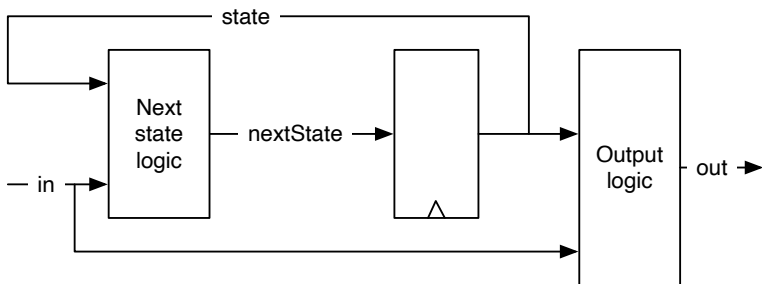 state
Next
state
logic
nextState
in
Output
logic
out